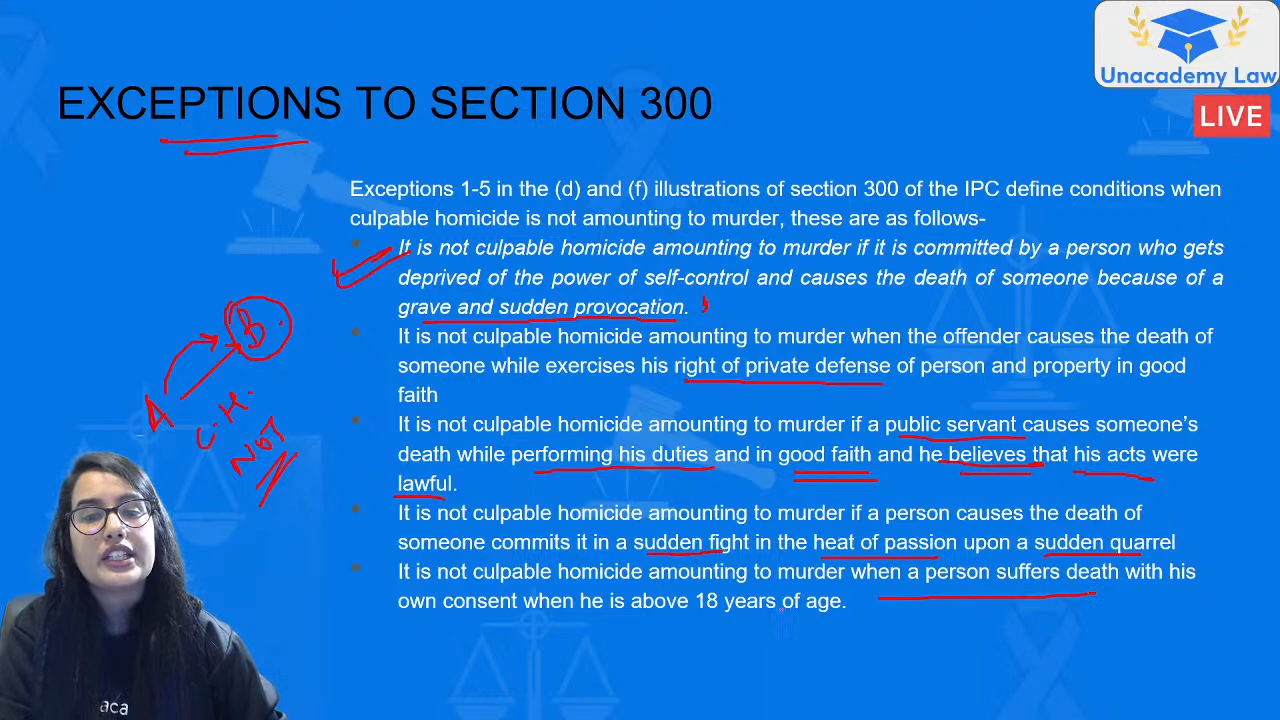 Unacademy Law
LIVE
EXCEPTIONS TO SECTION 300
Exceptions 1-5 in the (d) and (f) illustrations of section 300 of the IPC define conditions when
culpable homicide is not amounting to murder, these are as follows-
It is not culpable homicide amounting to murder if it is committed by a person who gets
deprived of the power of self-control and causes the death of someone because of a
grave and sudden provocation.
It is not culpable homicide amounting to murder when the offender causes the death of
someone while exercises his right of private defense of person and property in good
faith
It is not culpable homicide amounting to murder if a public servant causes someone's
death while performing his duties and in good faith and he believes that his acts were
lawful.
It is not culpable homicide amounting to murder if a person causes the death of
someone commits it in a sudden fight in the heat of passion upon a sudden quarrel
It is not culpable homicide amounting to murder when a person suffers death with his
own consent when he is above 18 years of age.
B
A
C.H.
NOT
aca